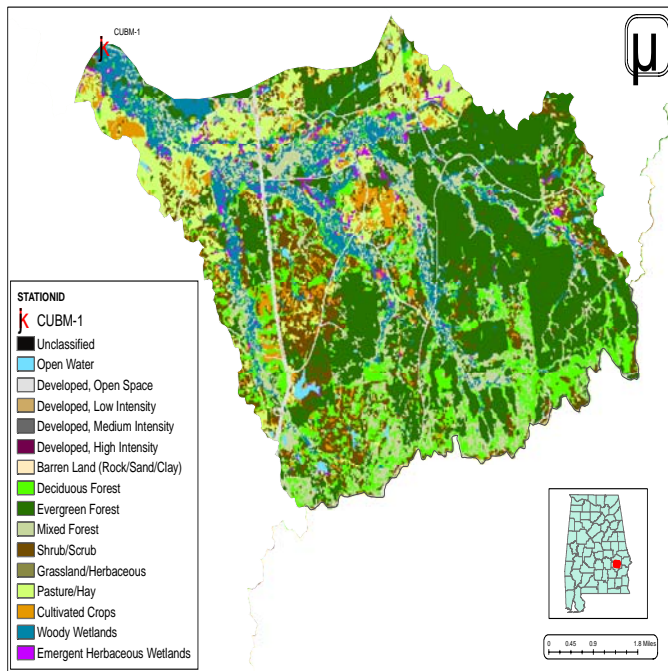 CUBM-1
µ
STATIONID
CUBM-1
Unclassified
Open Water
Developed, Open Space
Developed, Low Intensity
Developed, Medium Intensity
Developed, High Intensity
Barren Land (Rock/Sand/Clay)
Deciduous Forest
Evergreen Forest
Mixed Forest
Shrub/Scrub
Grassland/Herbaceous
Pasture/Hay
Cultivated Crops
Woody Wetlands
Emergent Herbaceous Wetlands
0 0.45 0.9 1.8 Miles